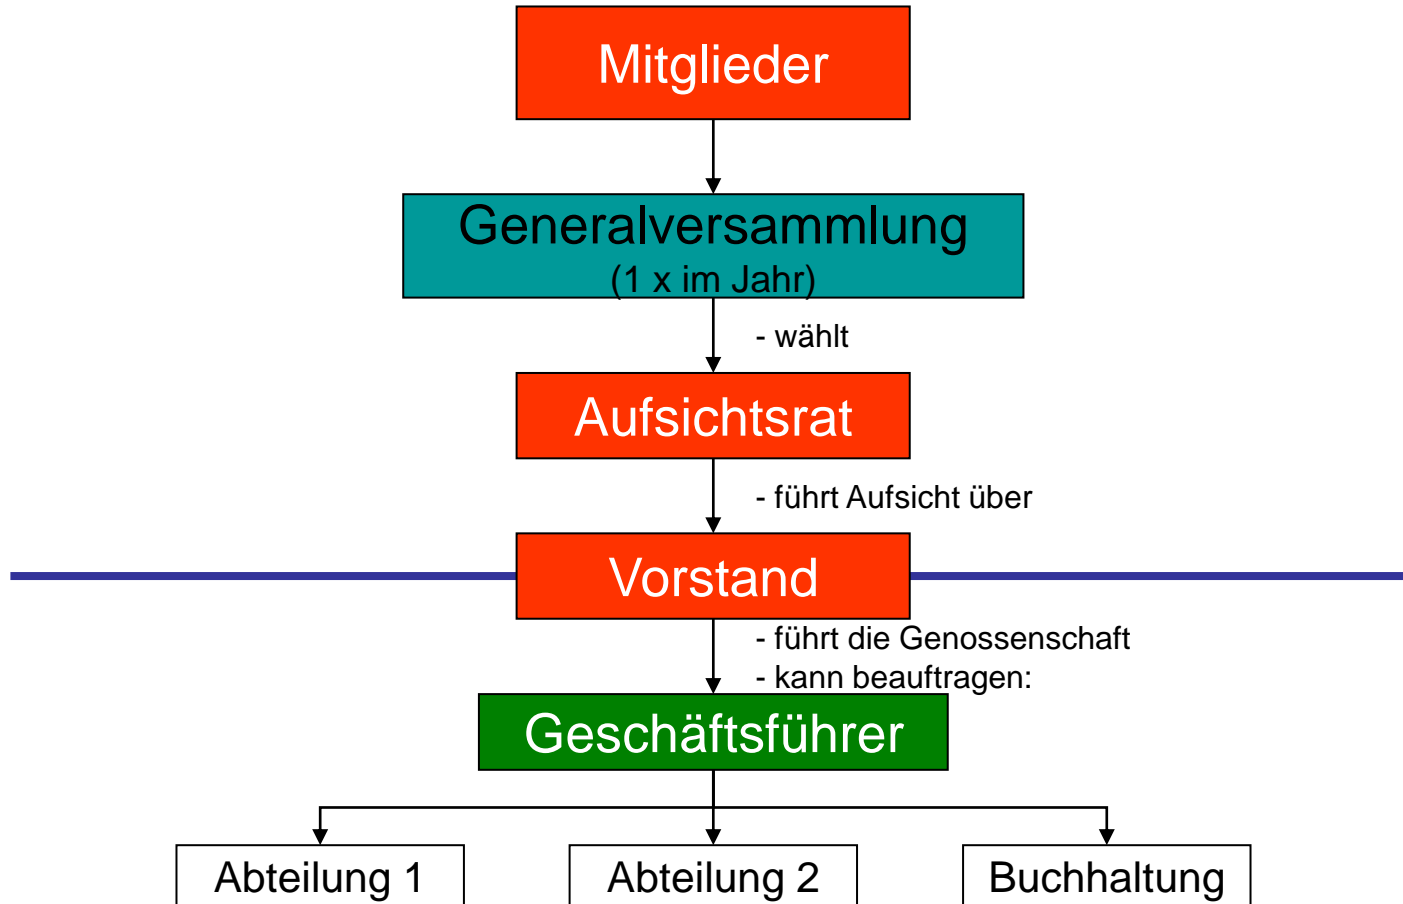 Mitglieder
Generalversammlung
(1 x im Jahr)
- wählt
Aufsichtsrat
- führt Aufsicht über
Vorstand
- führt die Genossenschaft
- kann beauftragen:
Geschäftsführer
Abteilung 1
Abteilung 2
Buchhaltung